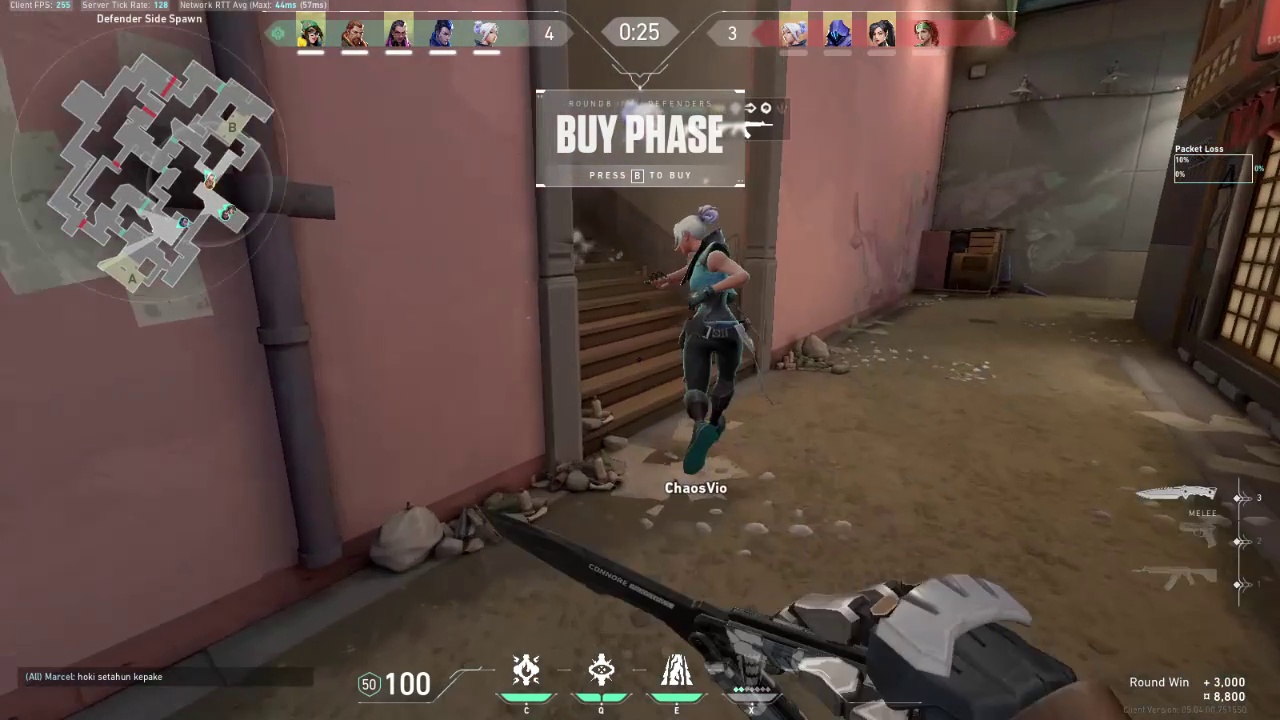 Client FPS: 255 Server Tick Rate: 128 Network RTT Avg (Max): 44ms (57ms)
Defender Side Spawn
4
0:25
3
DEFENDERS
BUY PHASE
PRESS B TO BUY
B
A
Packet Loss
10%
0%
0%
ChaosVio
3
MELEE
2
1
CONNORE
(All) Marcel: hoki setahun kepake
50 100
C
Q
E
X
Round Win + 3,000
¤ 8,800